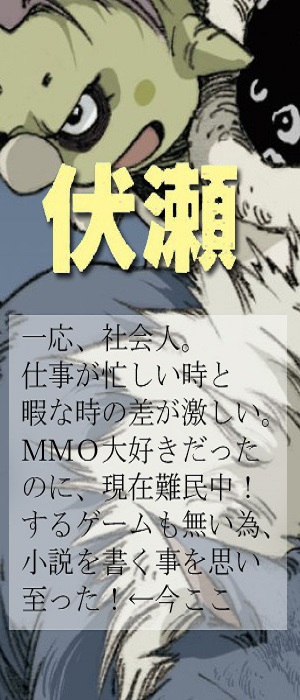 伏瀬
一応、社会人。
仕事が忙しい時と
暇な時の差が激しい。
MMO大好きだった
のに、現在難民中！
するゲームも無い為、
小説を書く事を思い
至った！←今ここ